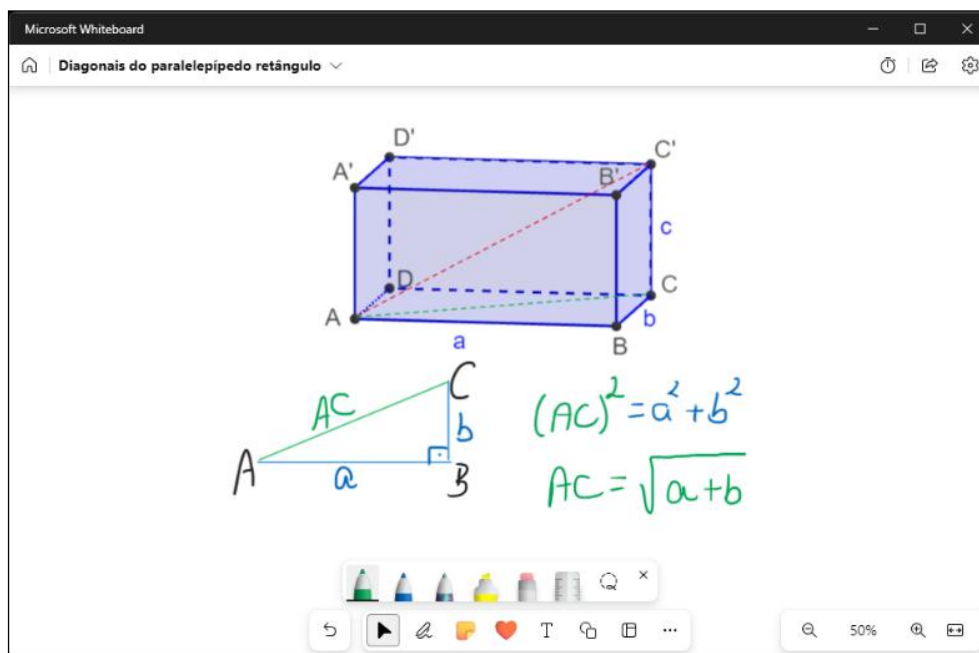 Microsoft Whiteboard
Diagonais do paralelepípedo retângulo
D'
C'
A'
B'
c
D
C
A
b
a
B
C
AC
b
(AC)² = a² + b²
A
a
B
AC = √a+b
T
50%